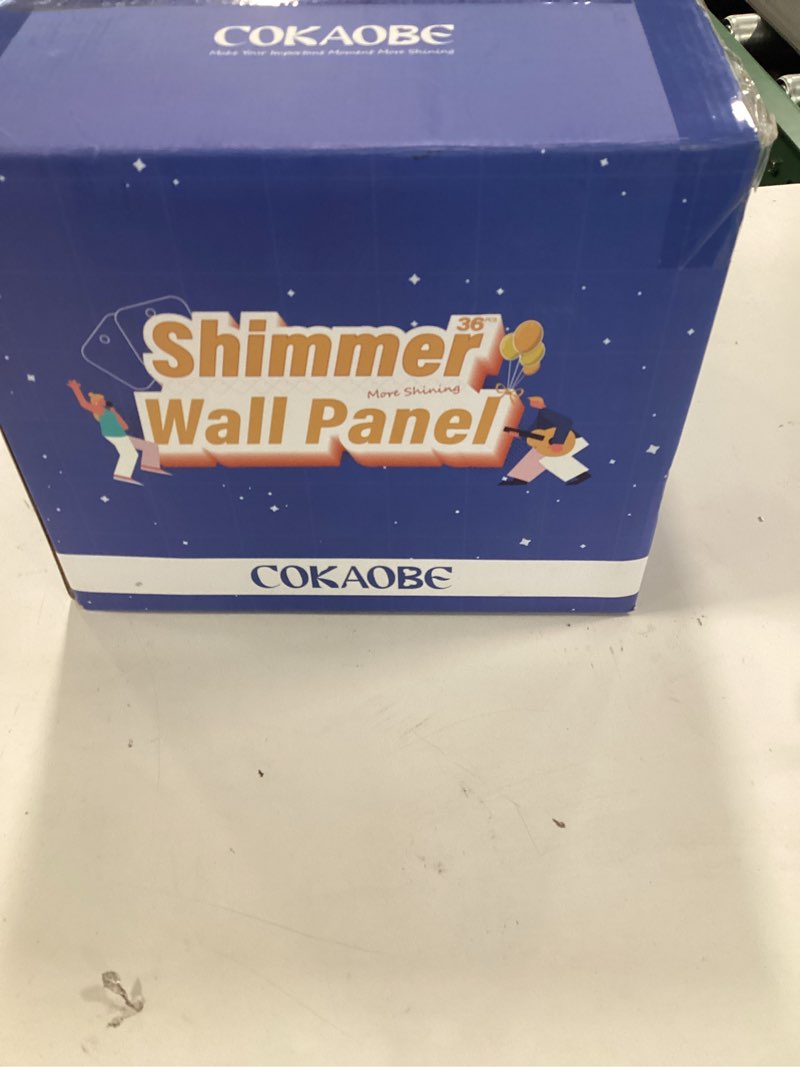 COKAOBE
Make Your Important Moment More Shining
Shimmer
36PCS
More Shining
Wall Panel
COKAOBE